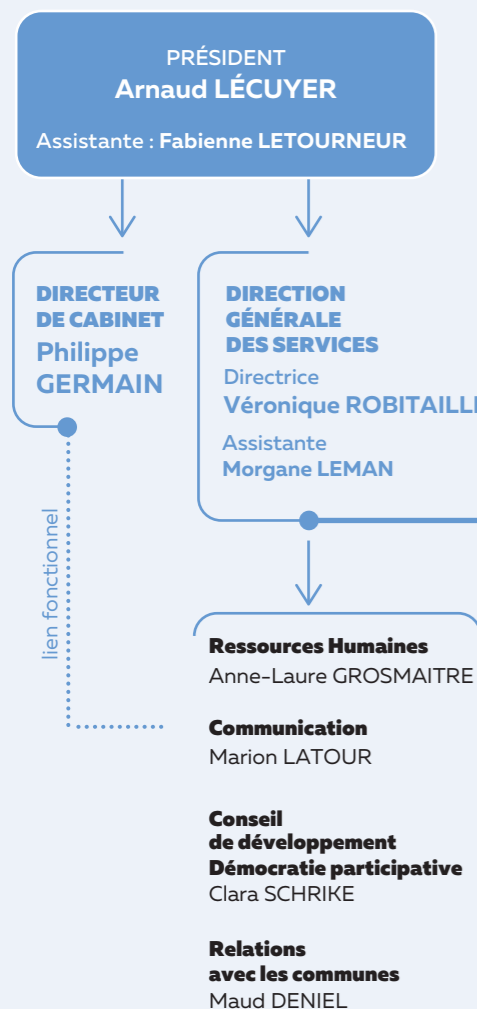 PRÉSIDENT
Arnaud LÉCUYER
Assistante : Fabienne LETOURNEUR
DIRECTEUR
DE CABINET
Philippe
GERMAIN
DIRECTION
GÉNÉRALE
DES SERVICES
Directrice
Véronique ROBITAILLI
Assistante
Morgane LEMAN
lien fonctionnel
Ressources Humaines
Anne-Laure GROSMAITRE
Communication
Marion LATOUR
Conseil
de développement
Démocratie participative
Clara SCHRIKE
Relations
avec les communes
Maud DENIEL